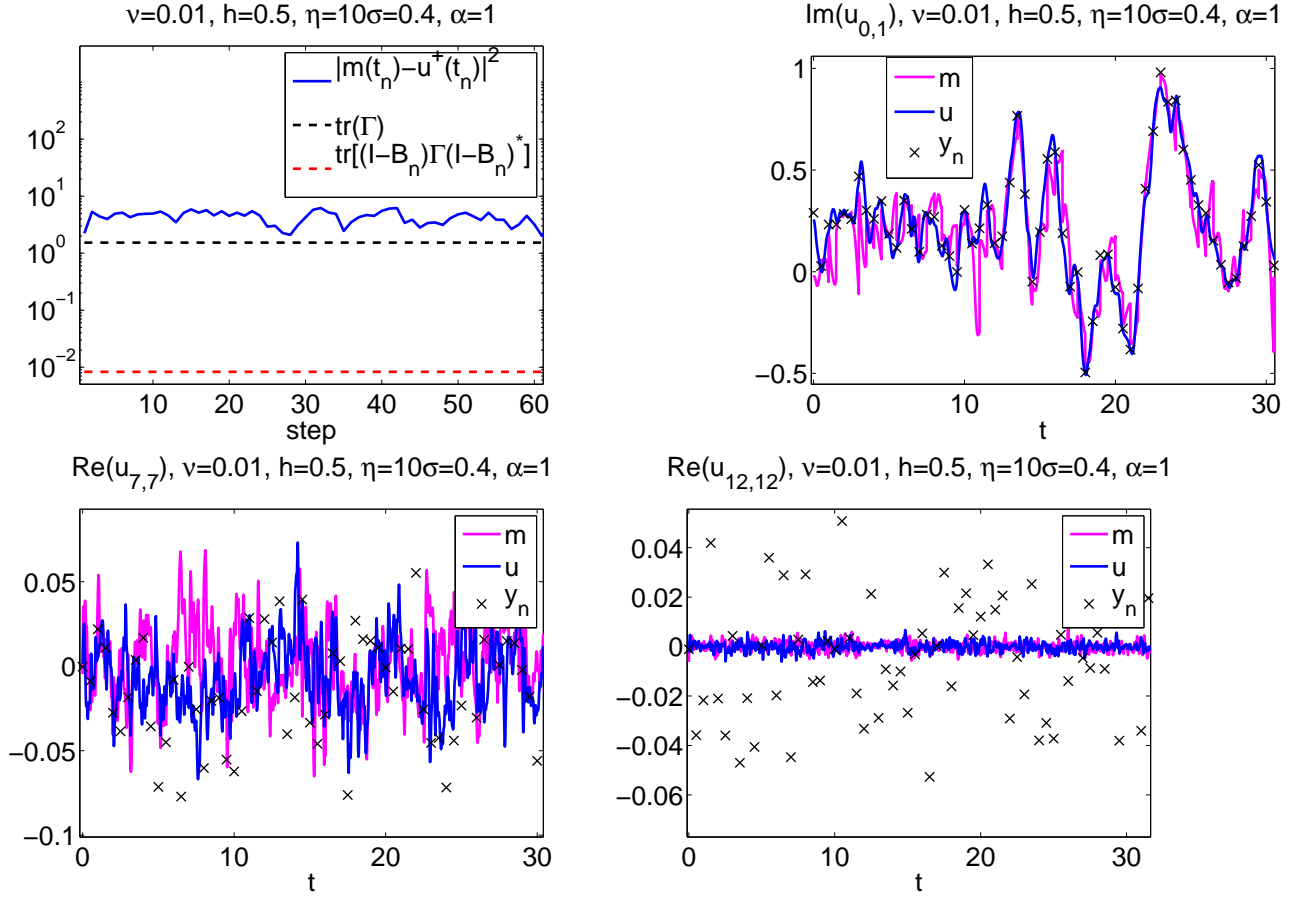 ν=0.01, h=0.5, η=10σ=0.4, α=1
|m(t_n)−u^+(t_n)|^2
tr(Γ)
tr[(I−B_n)Γ(I−B_n)^*]
10^2
10^1
10^0
10^−1
10^−2
10 20 30 40 50 60
step
Im(u_{0,1}), ν=0.01, h=0.5, η=10σ=0.4, α=1
m
u
y_n
1
0.5
0
−0.5
0 10 20 30
t
Re(u_{7,7}), ν=0.01, h=0.5, η=10σ=0.4, α=1
m
u
y_n
0.05
0
−0.05
−0.1
0 10 20 30
t
Re(u_{12,12}), ν=0.01, h=0.5, η=10σ=0.4, α=1
m
u
y_n
0.04
0.02
0
−0.02
−0.04
−0.06
0 10 20 30
t